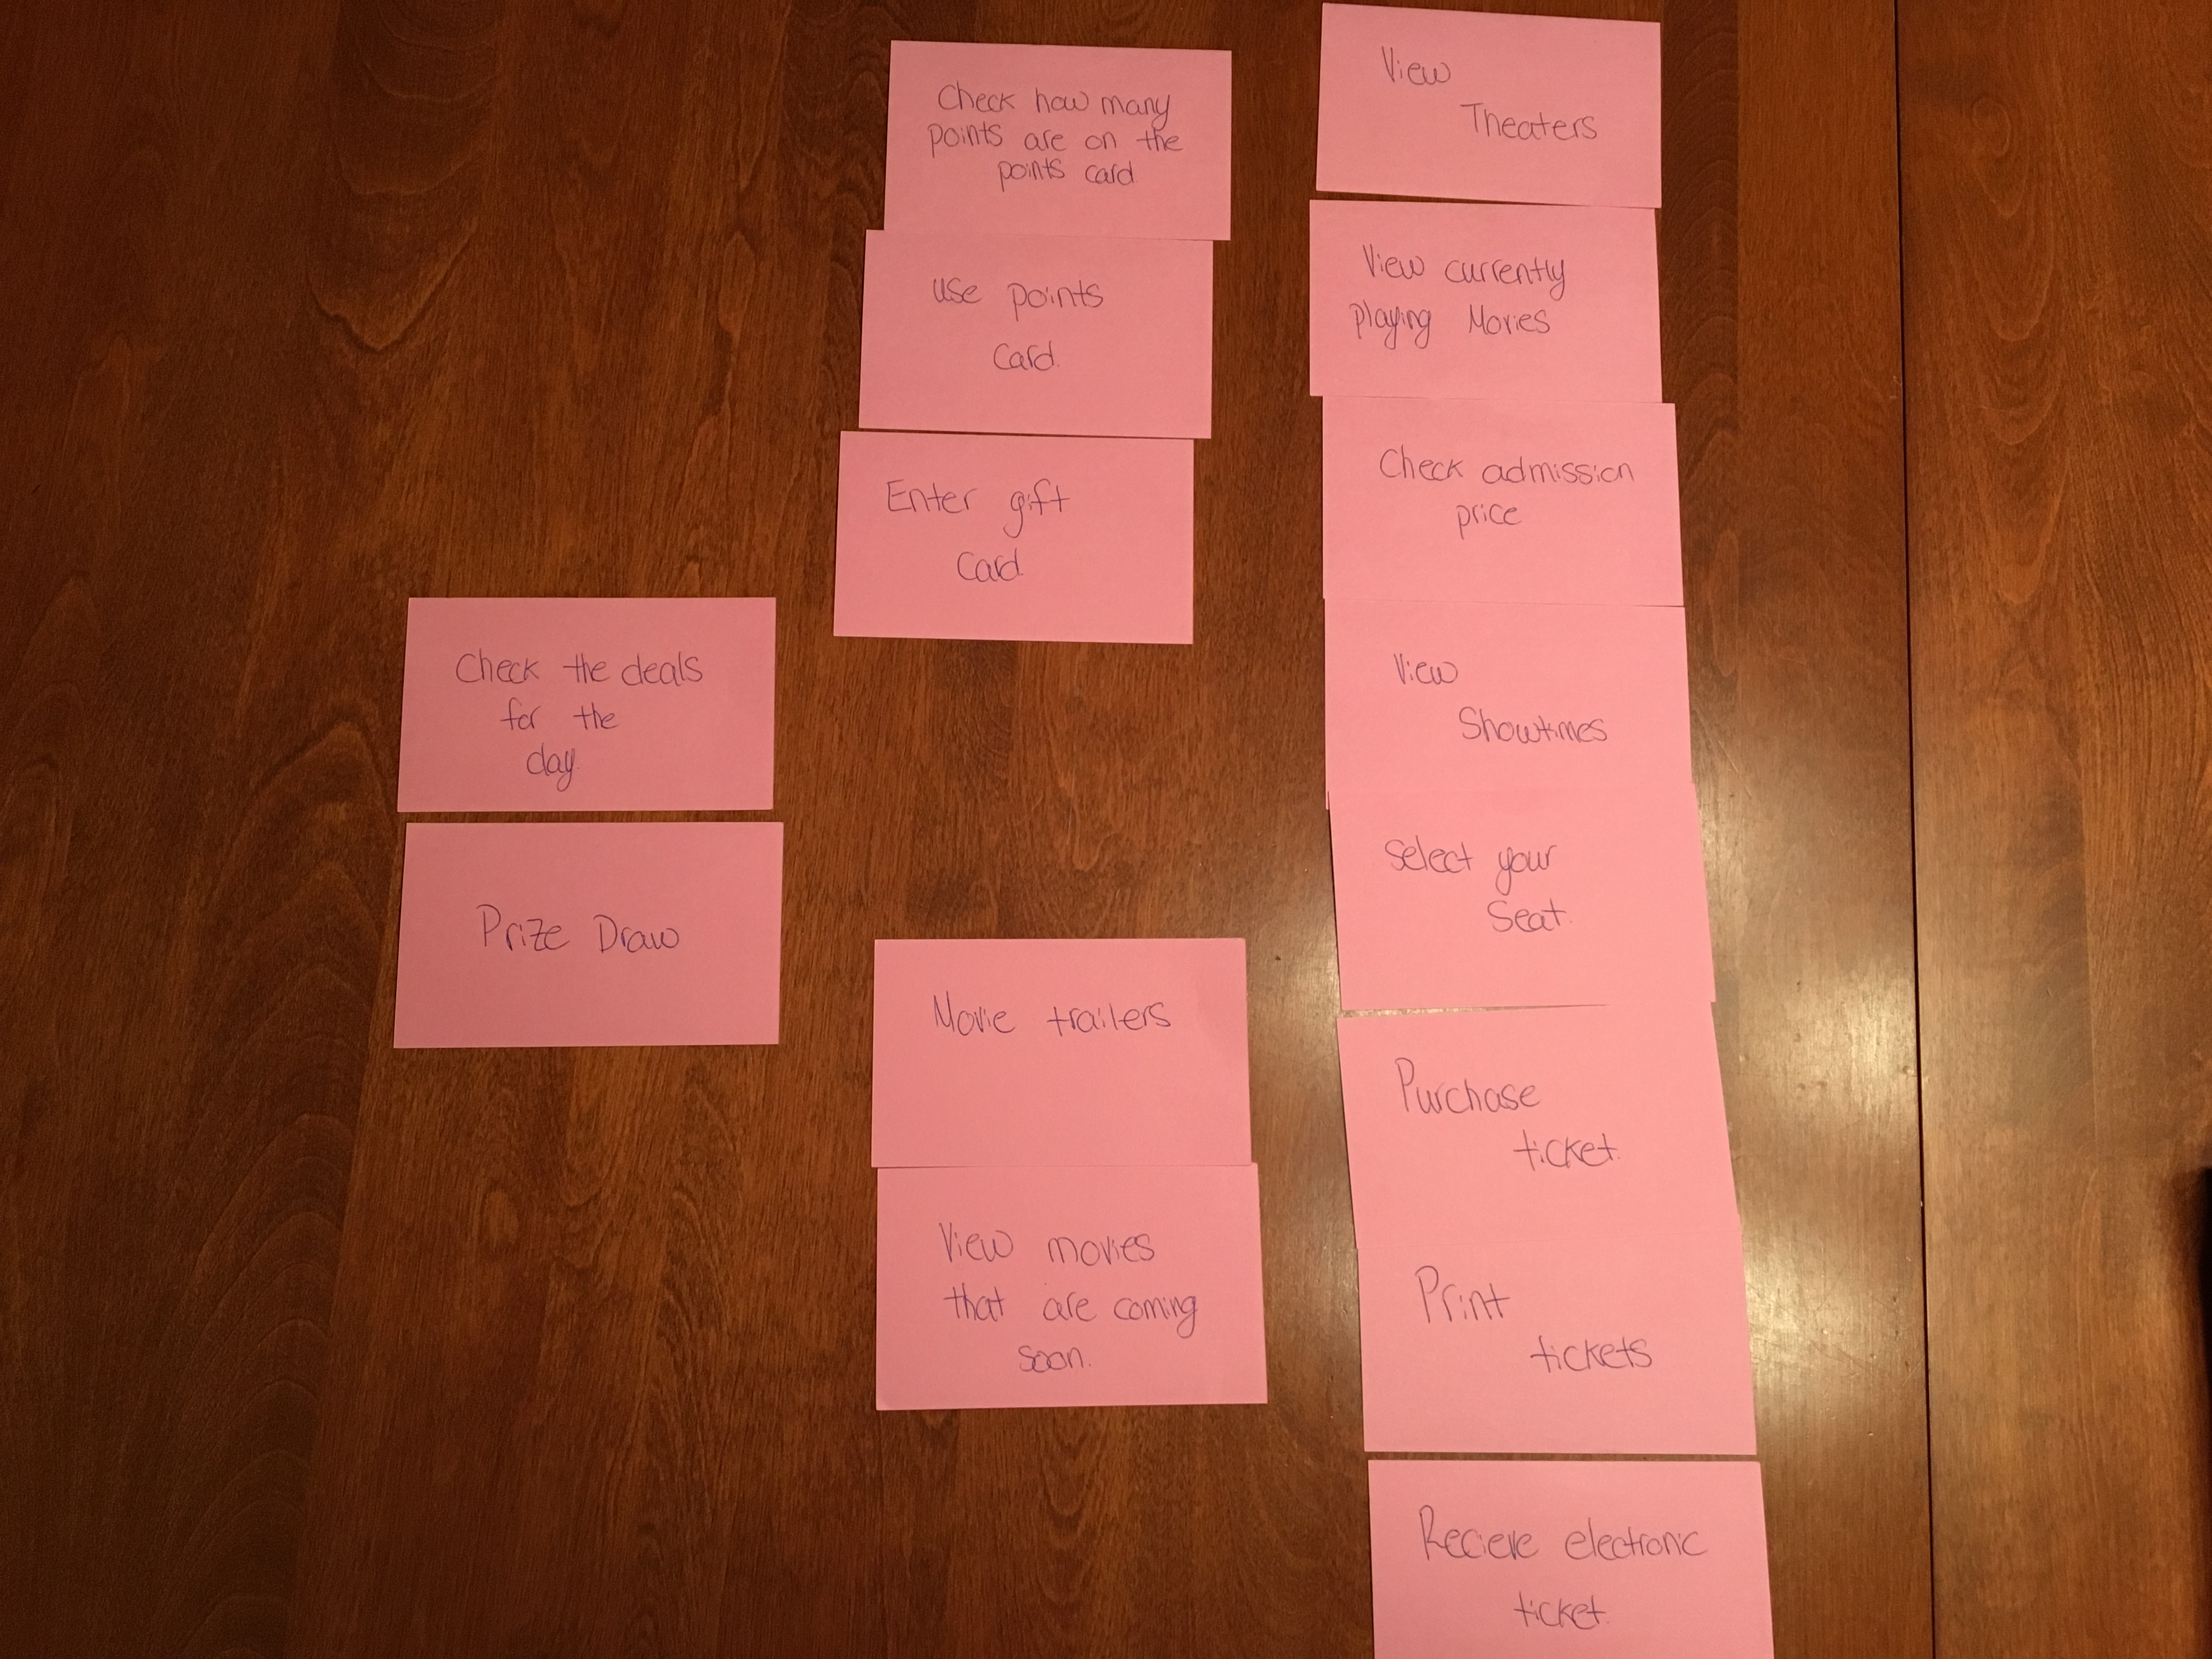 Check the deals
for the
day
Prize Draw
Check how many
points are on the
points card
use points
Card.
Enter gift
Card
Movie trailers
View movies
that are coming
soon.
View
Theaters
View currently
playing Movies
Check admission
price
View
Showtimes
Select your
Seat.
Purchase
ticket.
Print
tickets
Recieve electronic
ticket.